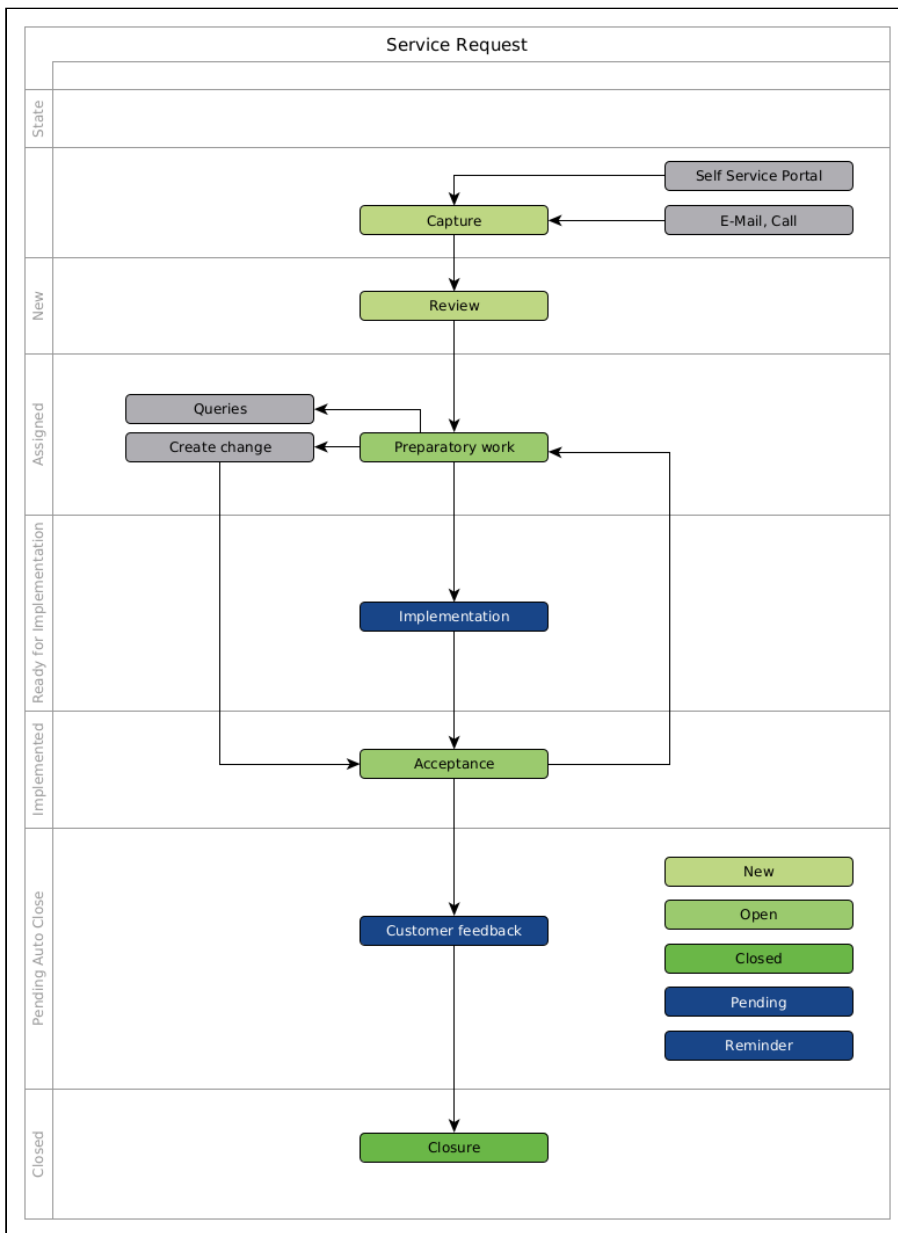 Service Request
State
Self Service Portal
Capture
E-Mail, Call
New
Review
Assigned
Queries
Create change
Preparatory work
Ready for Implementation
Implementation
Implemented
Acceptance
Pending Auto Close
Customer feedback
New
Open
Closed
Pending
Reminder
Closed
Closure